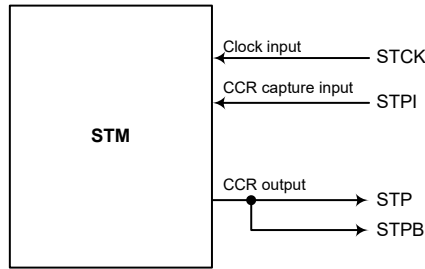 Clock input
STCK
CCR capture input
STPI
STM
CCR output
STP
STPB